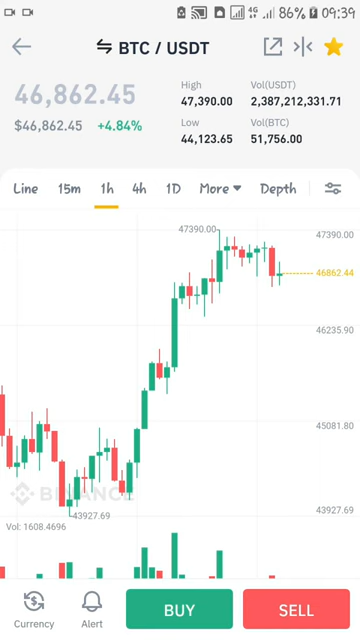 4G 86% 09:39
BTC / USDT
46,862.45
$46,862.45 +4.84%
High
47,390.00
Low
44,123.65
Vol(USDT)
2,387,212,331.71
Vol(BTC)
51,756.00
Line 15m 1h 4h 1D More Depth
47390.00
47390.00
46862.44
46235.90
45081.80
43927.69
43927.69
BINANCE
Vol: 1608.4696
Currency
Alert
BUY
SELL